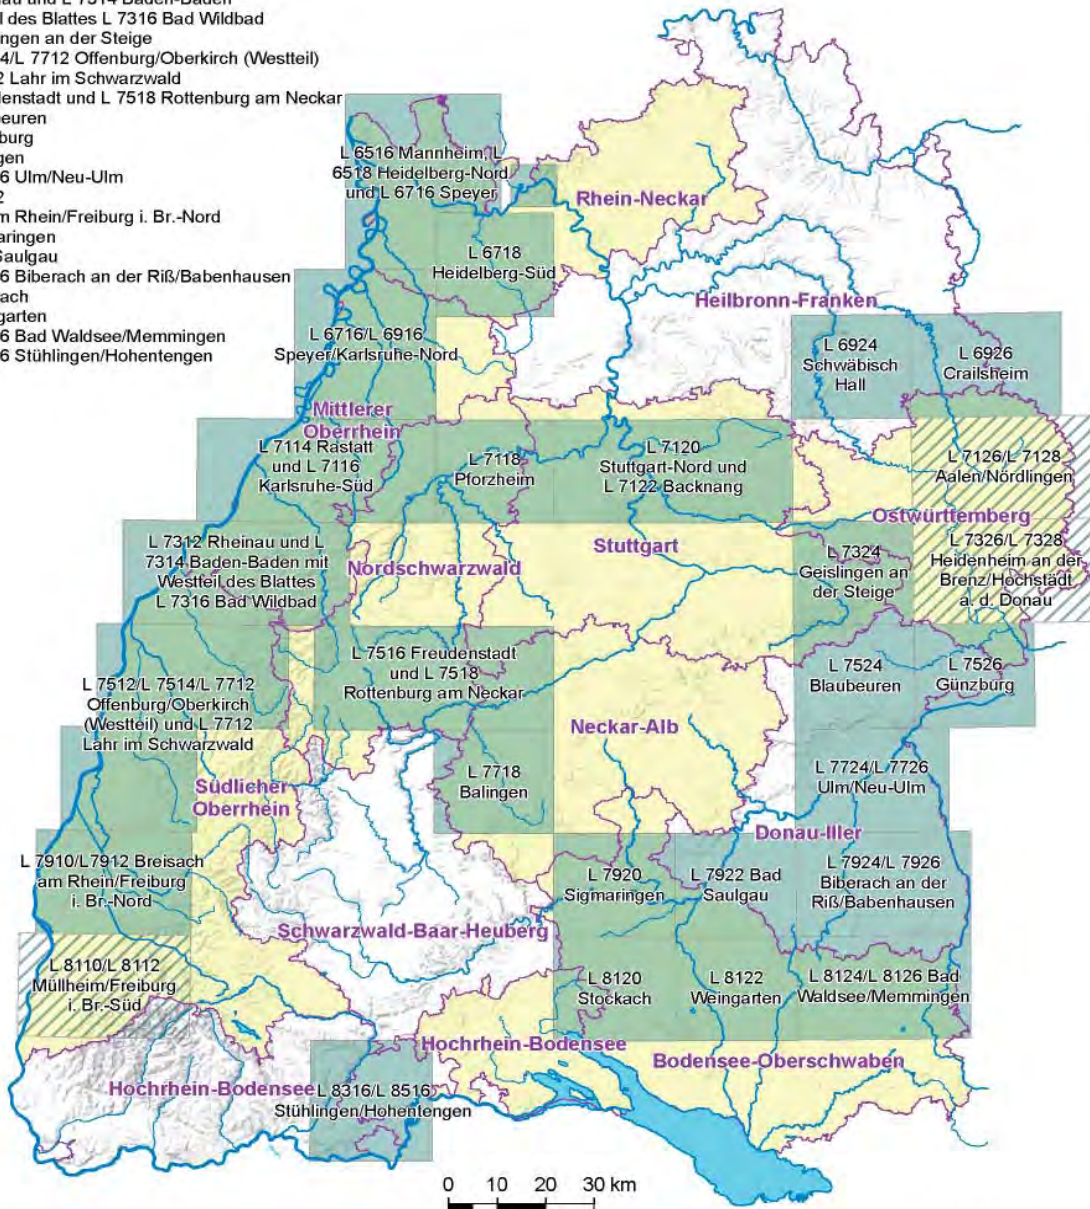 au und L 7314 Baden-Baden
l des Blattes L 7316 Bad Wildbad
ngen an der Steige
4/L 7712 Offenburg/Oberkirch (Westteil)
2 Lahr im Schwarzwald
denstadt und L 7518 Rottenburg am Neckar
euren
burg
gen
6 Ulm/Neu-Ulm
2
m Rhein/Freiburg i. Br.-Nord
aringen
Saulgau
6 Biberach an der Riß/Babenhausen
ach
garten
6 Bad Waldsee/Memmingen
6 Stühlingen/Hohentengen
L 6516 Mannheim, L
6518 Heidelberg-Nord
und L 6716 Speyer
Rhein-Neckar
L 6718
Heidelberg-Süd
Heilbronn-Franken
L 6716/L 6916
Speyer/Karlsruhe-Nord
L 6924
Schwäbisch
Hall
L 6926
Crailsheim
Mittlerer
Oberrhein
L 7114 Rastatt
und L 7116
Karlsruhe-Süd
L 7118
Pforzheim
L 7120
Stuttgart-Nord und
L 7122 Backnang
L 7126/L 7128
Aalen/Nördlingen
Ostwürttemberg
L 7312 Rheinau und L
7314 Baden-Baden mit
Westteil des Blattes
L 7316 Bad Wildbad
Nordschwarzwald
Stuttgart
L 7324
Geislingen an
der Steige
L 7326/L 7328
Heidenheim an der
Brenz/Höchstädt
a. d. Donau
L 7512/L 7514/L 7712
Offenburg/Oberkirch
(Westteil) und L 7712
Lahr im Schwarzwald
L 7516 Freudenstadt
und L 7518
Rottenburg am Neckar
L 7524
Blaubeuren
L 7526
Günzburg
Neckar-Alb
Südlicher
Oberrhein
L 7718
Balingen
L 7724/L 7726
Ulm/Neu-Ulm
Donau-Iller
L 7910/L7912 Breisach
am Rhein/Freiburg
i. Br.-Nord
L 7920
Sigmaringen
L 7922 Bad
Saulgau
L 7924/L 7926
Biberach an der
Riß/Babenhausen
Schwarzwald-Baar-Heuberg
L 8110/L 8112
Müllheim/Freiburg
i. Br.-Süd
L 8120
Stockach
L 8122
Weingarten
L 8124/L 8126 Bad
Waldsee/Memmingen
Hochrhein-Bodensee
Bodensee-Oberschwaben
Hochrhein-Bodensee
L 8316/L 8516
Stühlingen/Hohentengen
0 10 20 30 km